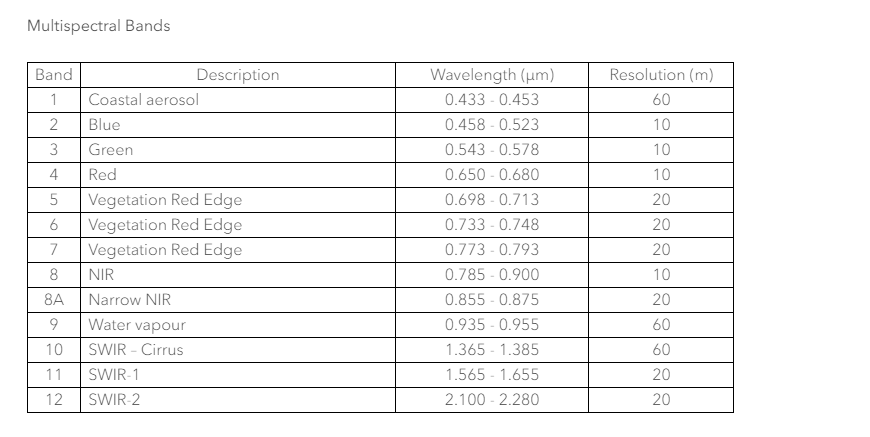 Multispectral Bands
Band Description Wavelength (µm) Resolution (m)
1 Coastal aerosol 0.433 - 0.453 60
2 Blue 0.458 - 0.523 10
3 Green 0.543 - 0.578 10
4 Red 0.650 - 0.680 10
5 Vegetation Red Edge 0.698 - 0.713 20
6 Vegetation Red Edge 0.733 - 0.748 20
7 Vegetation Red Edge 0.773 - 0.793 20
8 NIR 0.785 - 0.900 10
8A Narrow NIR 0.855 - 0.875 20
9 Water vapour 0.935 - 0.955 60
10 SWIR – Cirrus 1.365 - 1.385 60
11 SWIR-1 1.565 - 1.655 20
12 SWIR-2 2.100 - 2.280 20